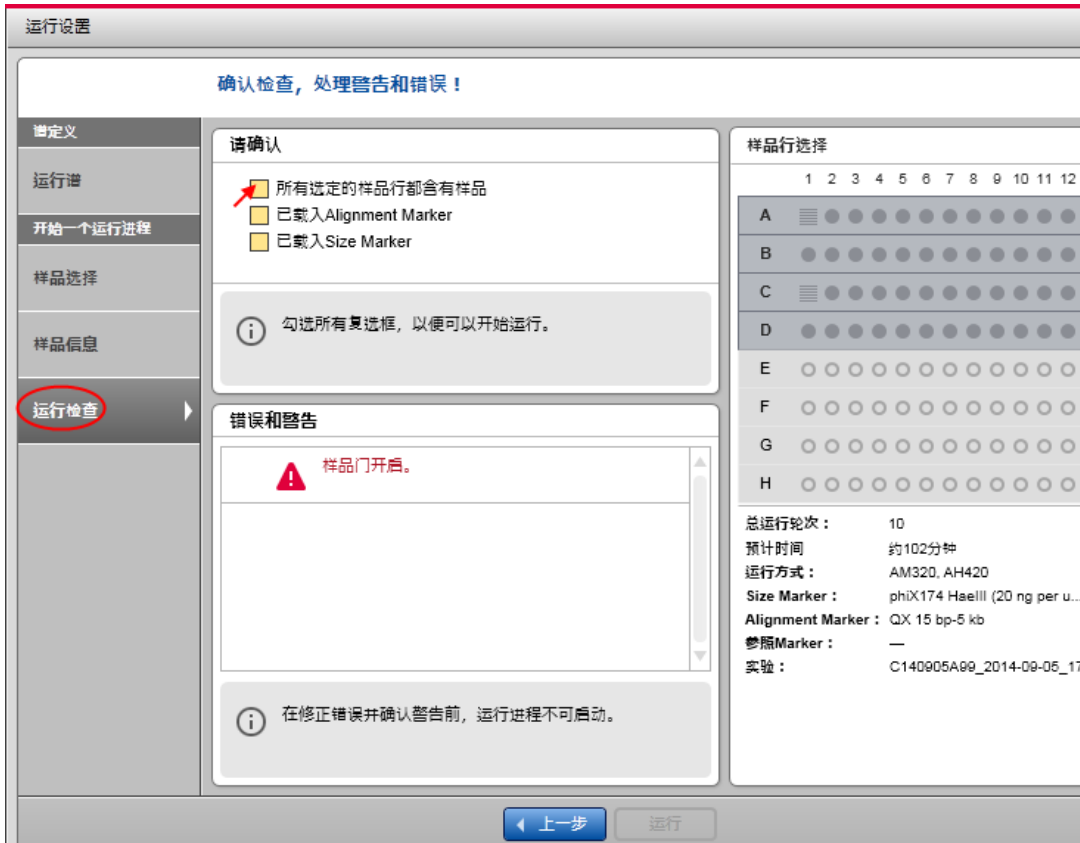 运行设置
确认检查，处理警告和错误！
谱定义
运行谱
开始一个运行进程
样品选择
样品信息
运行检查
请确认
所有选定的样品行都含有样品
已载入Alignment Marker
已载入Size Marker
勾选所有复选框，以便可以开始运行。
错误和警告
样品门开启。
在修正错误并确认警告前，运行进程不可启动。
样品行选择
1 2 3 4 5 6 7 8 9 10 11 12
A
B
C
D
E
F
G
H
总运行轮次： 10
预计时间 约102分钟
运行方式： AM320, AH420
Size Marker： phiX174 HaeIII (20 ng per u...
Alignment Marker： QX 15 bp-5 kb
参照Marker： —
实验： C140905A99_2014-09-05_17
上一步
运行